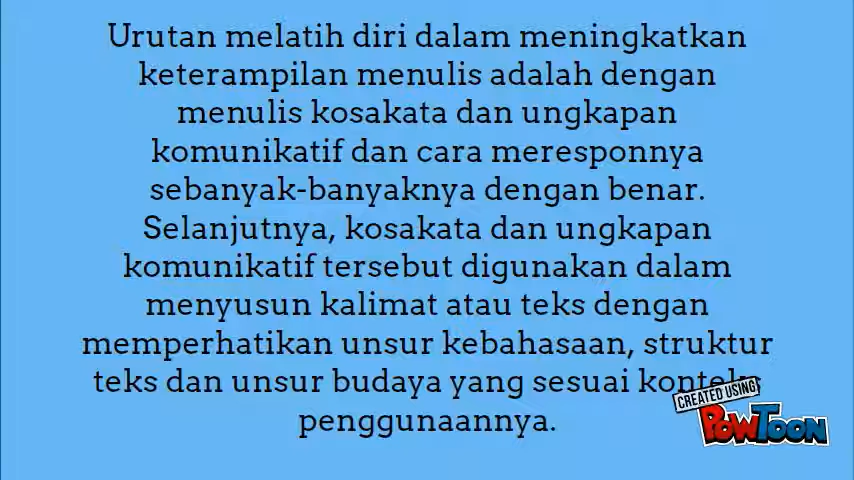 Urutan melatih diri dalam meningkatkan
keterampilan menulis adalah dengan
menulis kosakata dan ungkapan
komunikatif dan cara meresponnya
sebanyak-banyaknya dengan benar.
Selanjutnya, kosakata dan ungkapan
komunikatif tersebut digunakan dalam
menyusun kalimat atau teks dengan
memperhatikan unsur kebahasaan, struktur
teks dan unsur budaya yang sesuai konteks
penggunaannya.
CREATED USING
POWTOON